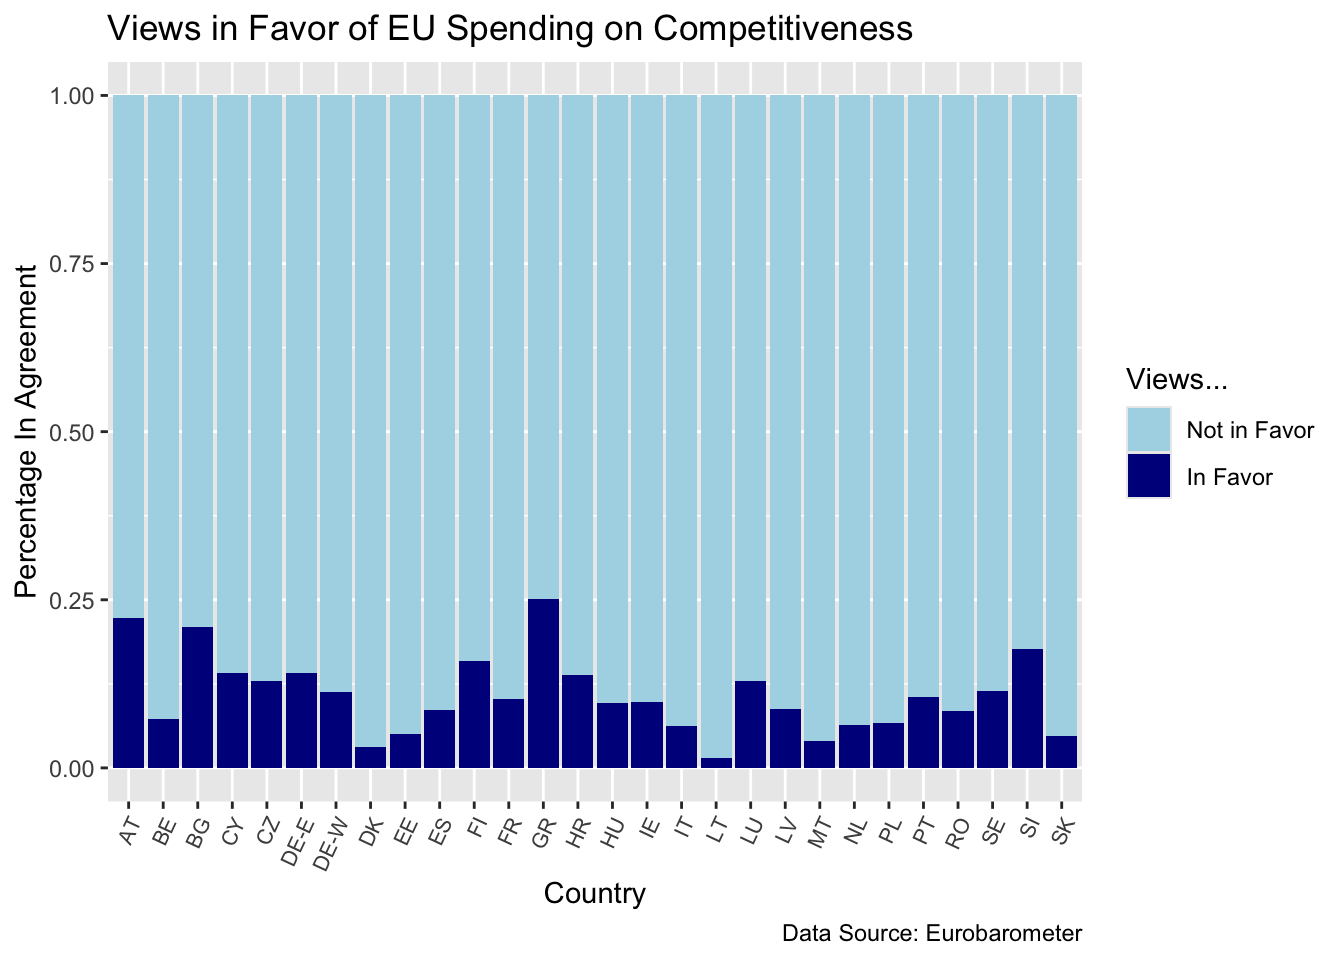 Views in Favor of EU Spending on Competitiveness
Percentage In Agreement
1.00
0.75
0.50
0.25
0.00
AT BE BG CY CZ DE-E DE-W DK EE ES FI FR GR HR HU IE IT LT LU LV MT NL PL PT RO SE SI SK
Country
Views...
Not in Favor
In Favor
Data Source: Eurobarometer